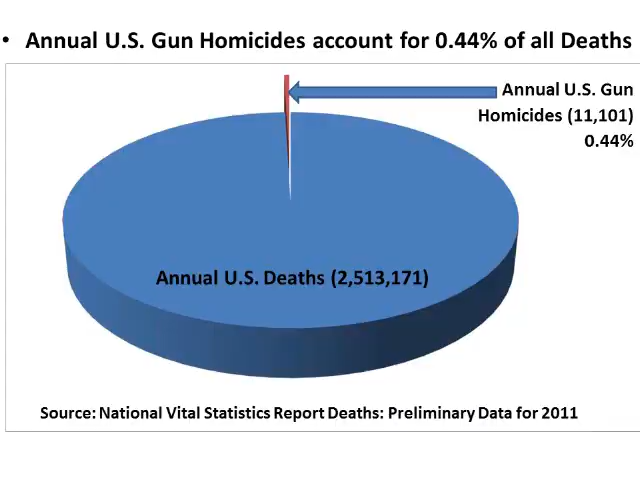 • Annual U.S. Gun Homicides account for 0.44% of all Deaths
Annual U.S. Gun
Homicides (11,101)
0.44%
Annual U.S. Deaths (2,513,171)
Source: National Vital Statistics Report Deaths: Preliminary Data for 2011